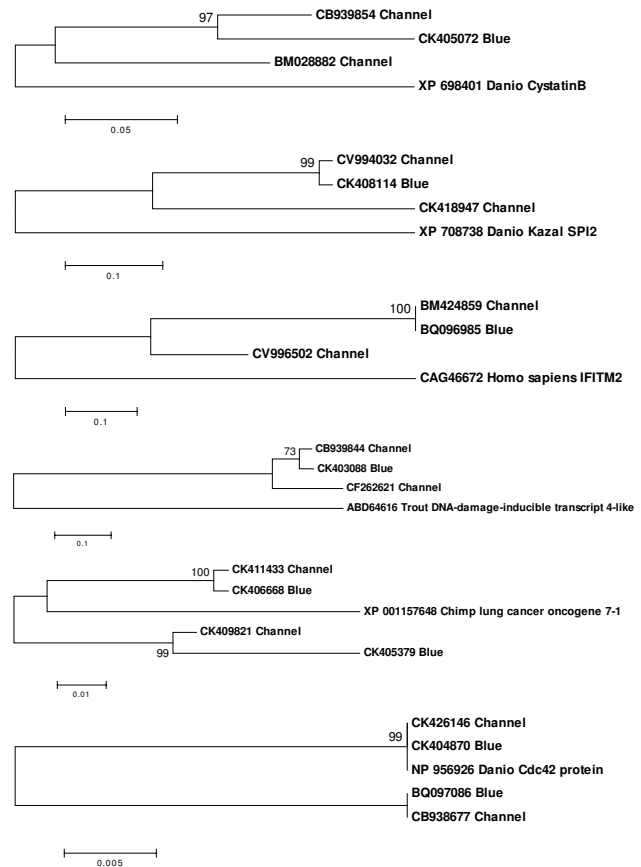 97
CB939854 Channel
CK405072 Blue
BM028882 Channel
XP 698401 Danio CystatinB
0.05
99
CV994032 Channel
CK408114 Blue
CK418947 Channel
XP 708738 Danio Kazal SPI2
0.1
100
BM424859 Channel
BQ096985 Blue
CV996502 Channel
CAG46672 Homo sapiens IFITM2
0.1
73
CB939844 Channel
CK403088 Blue
CF262621 Channel
ABD64616 Trout DNA-damage-inducible transcript 4-like
0.1
100
CK411433 Channel
CK406668 Blue
XP 001157648 Chimp lung cancer oncogene 7-1
CK409821 Channel
99
CK405379 Blue
0.01
99
CK426146 Channel
CK404870 Blue
NP 956926 Danio Cdc42 protein
BQ097086 Blue
CB938677 Channel
0.005